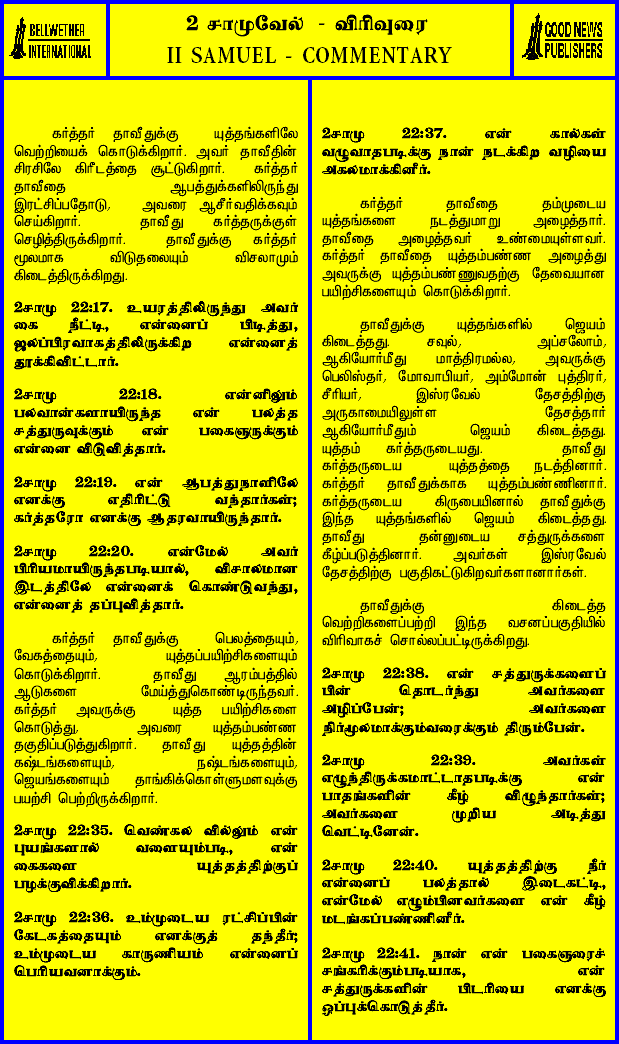 BELLWETHER
INTERNATIONAL
2 சாமுவேல் - விரிவுரை
II SAMUEL - COMMENTARY
GOOD NEWS
PUBLISHERS
கர்த்தர் தாவீதுக்கு யுத்தங்களிலே
வெற்றியைக் கொடுக்கிறார். அவர் தாவீதின்
சிரசிலே கிரீடத்தை சூட்டுகிறார். கர்த்தர்
தாவீதை ஆபத்துக்களிலிருந்து
இரட்சிப்பதோடு, அவரை ஆசீர்வதிக்கவும்
செய்கிறார். தாவீது கர்த்தருக்குள்
செழித்திருக்கிறார். தாவீதுக்கு கர்த்தர்
மூலமாக விடுதலையும் விசலாமும்
கிடைத்திருக்கிறது.
2சாமு 22:17. உயரத்திலிருந்து அவர்
கை நீட்டி, என்னைப் பிடித்து,
ஜலப்பிரவாகத்திலிருக்கிற என்னைத்
தூக்கிவிட்டார்.
2சாமு 22:18. என்னிலும்
பலவான்களாயிருந்த என் பலத்த
சத்துருவுக்கும் என் பகைஞருக்கும்
என்னை விடுவித்தார்.
2சாமு 22:19. என் ஆபத்துநாளிலே
எனக்கு எதிரிட்டு வந்தார்கள்;
கர்த்தரோ எனக்கு ஆதரவாயிருந்தார்.
2சாமு 22:20. என்மேல் அவர்
பிரியமாயிருந்தபடியால், விசாலமான
இடத்திலே என்னைக் கொண்டுவந்து,
என்னைத் தப்புவித்தார்.
கர்த்தர் தாவீதுக்கு பெலத்தையும்,
வேகத்தையும், யுத்தப்பயிற்சிகளையும்
கொடுக்கிறார். தாவீது ஆரம்பத்தில்
ஆடுகளை மேய்த்துகொண்டிருந்தவர்.
கர்த்தர் அவருக்கு யுத்த பயிற்சிகளை
கொடுத்து, அவரை யுத்தம்பண்ண
தகுதிப்படுத்துகிறார். தாவீது யுத்தத்தின்
கஷ்டங்களையும், நஷ்டங்களையும்,
ஜெயங்களையும் தாங்கிக்கொள்ளுமளவுக்கு
பயற்சி பெற்றிருக்கிறார்.
2சாமு 22:35. வெண்கல வில்லும் என்
புயங்களால் வளையும்படி, என்
கைகளை யுத்தத்திற்குப்
பழக்குவிக்கிறார்.
2சாமு 22:36. உம்முடைய ரட்சிப்பின்
கேடகத்தையும் எனக்குத் தந்தீர்;
உம்முடைய காருணியம் என்னைப்
பெரியவனாக்கும்.
2சாமு 22:37. என் கால்கள்
வழுவாதபடிக்கு நான் நடக்கிற வழியை
அகலமாக்கினீர்.
கர்த்தர் தாவீதை தம்முடைய
யுத்தங்களை நடத்துமாறு அழைத்தார்.
தாவீதை அழைத்தவர் உண்மையுள்ளவர்.
கர்த்தர் தாவீதை யுத்தம்பண்ண அழைத்து
அவருக்கு யுத்தம்பண்ணுவதற்கு தேவையான
பயிற்சிகளையும் கொடுக்கிறார்.
தாவீதுக்கு யுத்தங்களில் ஜெயம்
கிடைத்தது. சவுல், அப்சலோம்,
ஆகியோர்மீது மாத்திரமல்ல, அவருக்கு
பெலிஸ்தர், மோவாபியர், அம்மோன் புத்திரர்,
சீரியர், இஸ்ரவேல் தேசத்திற்கு
அருகாமையிலுள்ள தேசத்தார்
ஆகியோர்மீதும் ஜெயம் கிடைத்தது.
யுத்தம் கர்த்தருடையது. தாவீது
கர்த்தருடைய யுத்தத்தை நடத்தினார்.
கர்த்தர் தாவீதுக்காக யுத்தம்பண்ணினார்.
கர்த்தருடைய கிருபையினால் தாவீதுக்கு
இந்த யுத்தங்களில் ஜெயம் கிடைத்தது.
தாவீது தன்னுடைய சத்துருக்களை
கீழ்ப்படுத்தினார். அவர்கள் இஸ்ரவேல்
தேசத்திற்கு பகுதிகட்டுகிறவர்களானார்கள்.
தாவீதுக்கு கிடைத்த
வெற்றிகளைப்பற்றி இந்த வசனப்பகுதியில்
விரிவாகச் சொல்லப்பட்டிருக்கிறது.
2சாமு 22:38. என் சத்துருக்களைப்
பின் தொடர்ந்து அவர்களை
அழிப்பேன்; அவர்களை
நிர்மூலமாக்கும்வரைக்கும் திரும்பேன்.
2சாமு 22:39. அவர்கள்
எழுந்திருக்கமாட்டாதபடிக்கு என்
பாதங்களின் கீழ் விழுந்தார்கள்;
அவர்களை முறிய அடித்து
வெட்டினேன்.
2சாமு 22:40. யுத்தத்திற்கு நீர்
என்னைப் பலத்தால் இடைகட்டி,
என்மேல் எழும்பினவர்களை என் கீழ்
மடங்கப்பண்ணினீர்.
2சாமு 22:41. நான் என் பகைஞரைச்
சங்கரிக்கும்படியாக, என்
சத்துருக்களின் பிடரியை எனக்கு
ஒப்புக்கொடுத்தீர்.